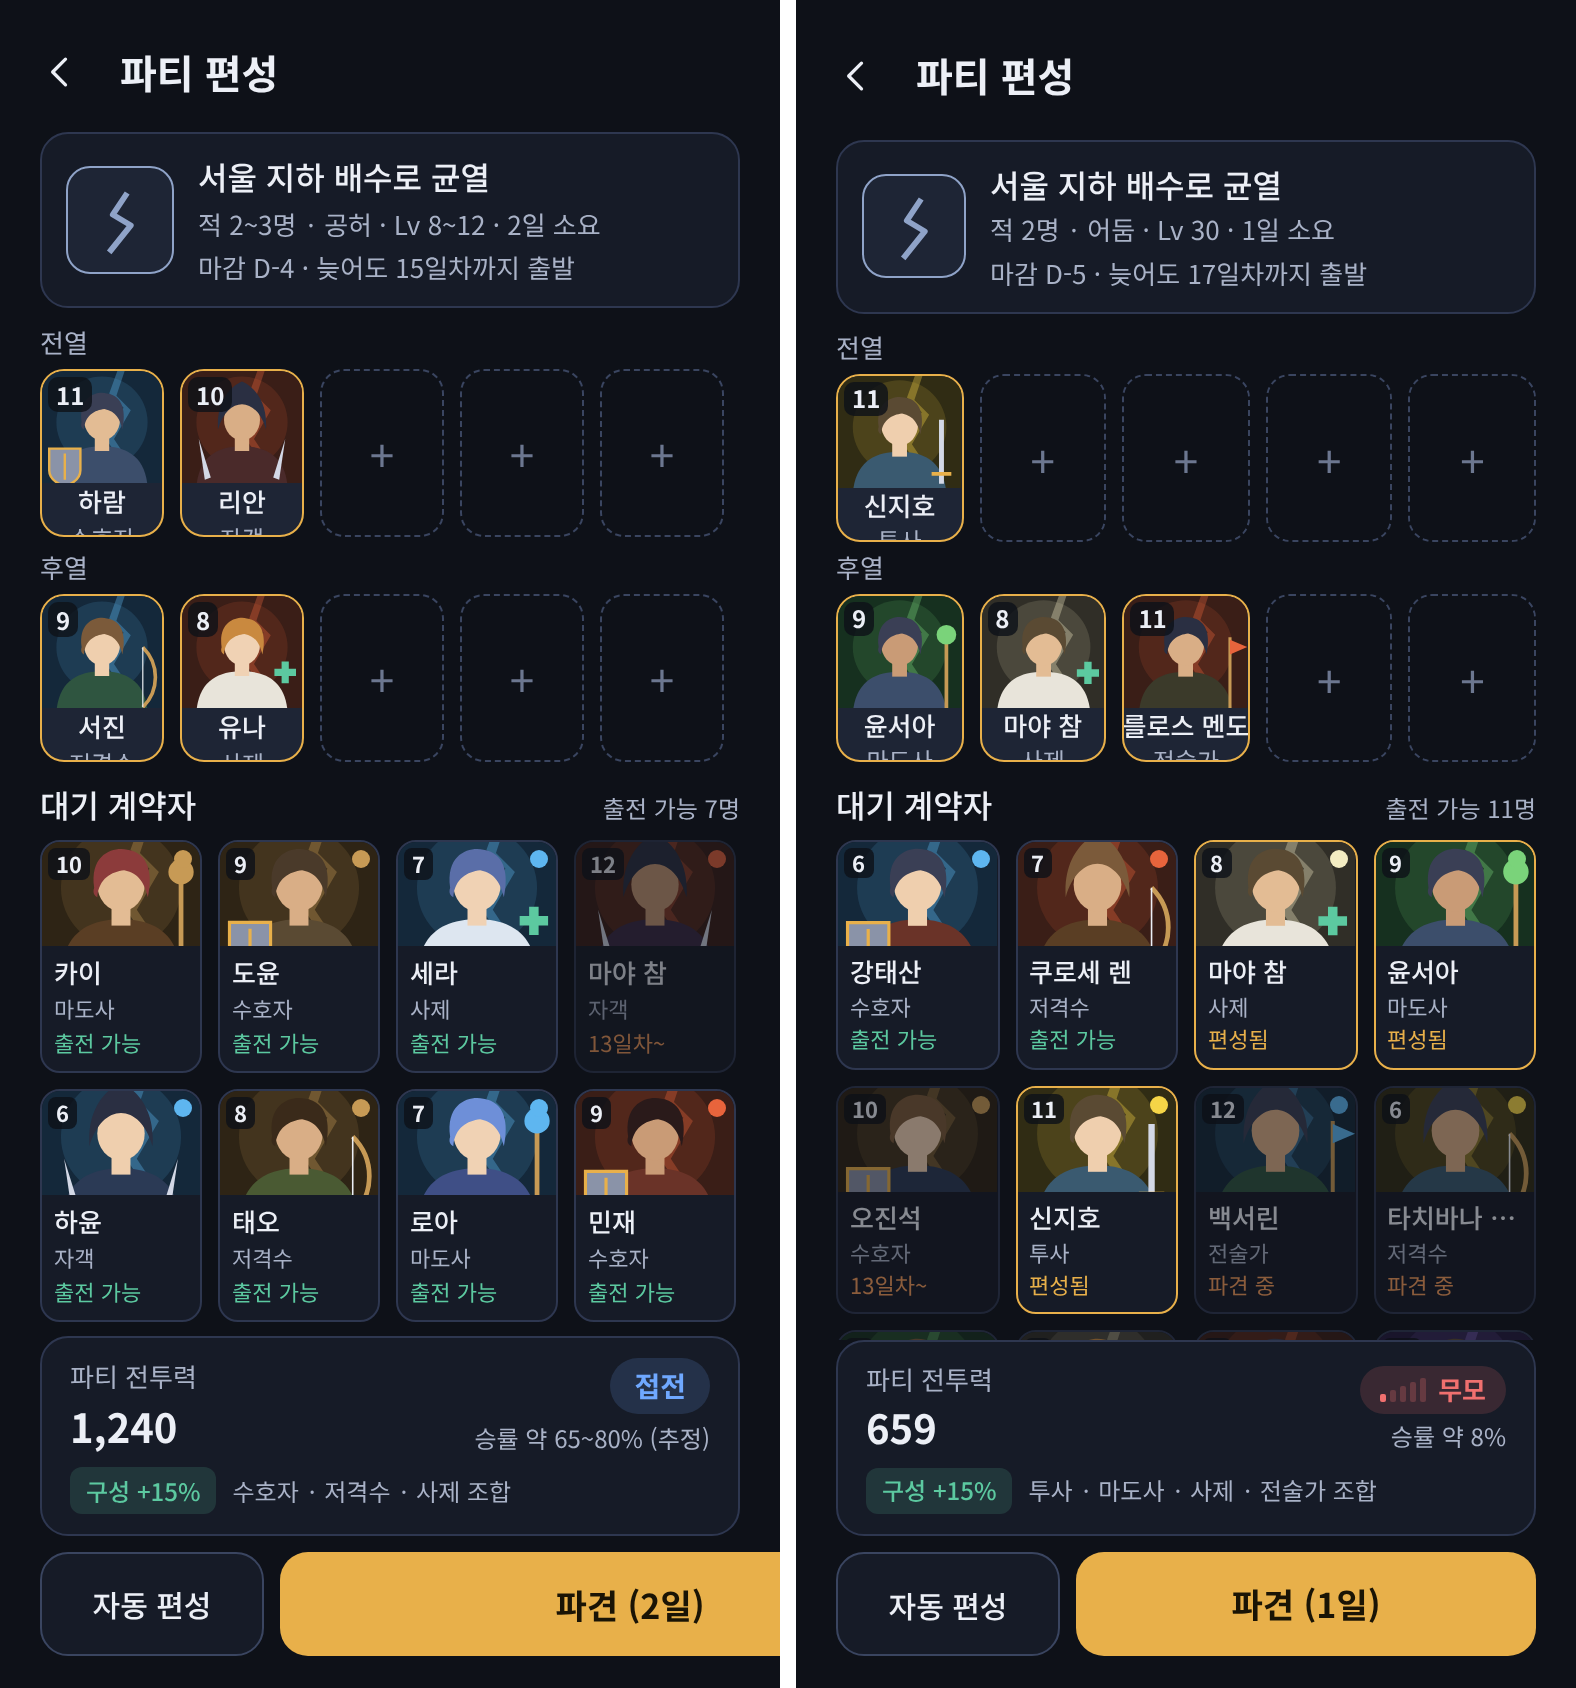 파티 편성
서울 지하 배수로 균열
적 2~3명 · 공허 · Lv 8~12 · 2일 소요
마감 D-4 · 늦어도 15일차까지 출발
전열
11
10
하람
리안
자객
후열
9
8
서진
유나
사제
대기 계약자
출전 가능 7명
10
9
7
12
카이
도윤
세라
마야 참
마도사
수호자
사제
자객
출전 가능
출전 가능
출전 가능
13일차~
6
8
7
9
하윤
태오
로아
민재
자객
저격수
마도사
수호자
출전 가능
출전 가능
출전 가능
출전 가능
파티 전투력
접전
1,240
승률 약 65~80% (추정)
구성 +15%
수호자 · 저격수 · 사제 조합
자동 편성
파견 (2일)
파티 편성
서울 지하 배수로 균열
적 2명 · 어둠 · Lv 30 · 1일 소요
마감 D-5 · 늦어도 17일차까지 출발
전열
11
신지호
투사
후열
9
8
11
윤서아
마야 참
를로스 멘도
마도사
사제
전술가
대기 계약자
출전 가능 11명
6
7
8
9
강태산
쿠로세 렌
마야 참
윤서아
수호자
저격수
사제
마도사
출전 가능
출전 가능
편성됨
편성됨
10
11
12
6
오진석
신지호
백서린
타치바나 …
수호자
투사
전술가
저격수
13일차~
편성됨
파견 중
파견 중
파티 전투력
무모
659
승률 약 8%
구성 +15%
투사 · 마도사 · 사제 · 전술가 조합
자동 편성
파견 (1일)